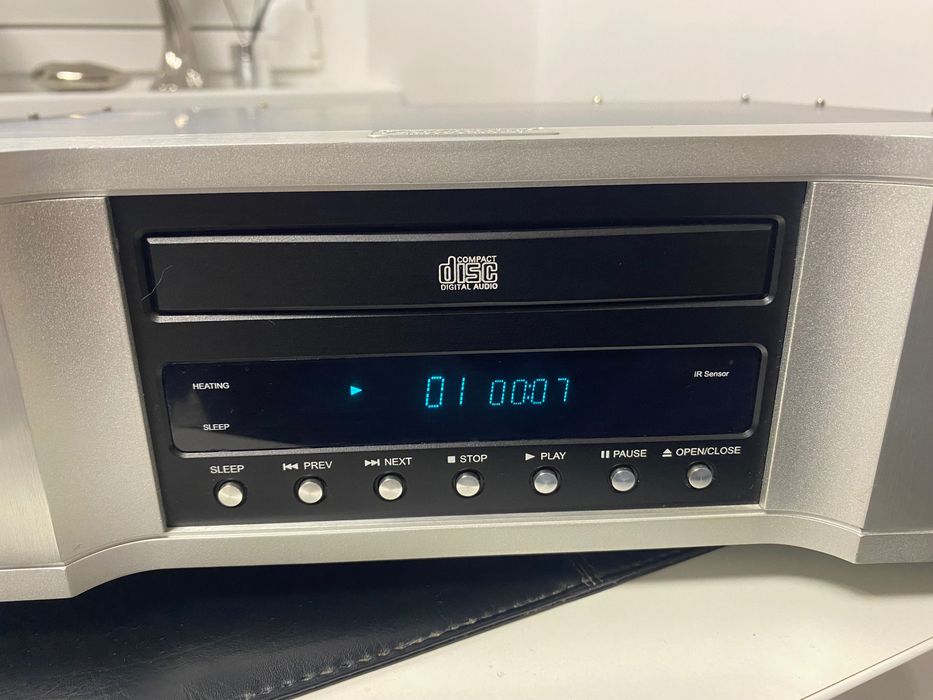 COMPACT
disc
DIGITAL AUDIO
HEATING
01 00:07
IR Sensor
SLEEP
SLEEP
PREV
NEXT
STOP
PLAY
PAUSE
OPEN/CLOSE